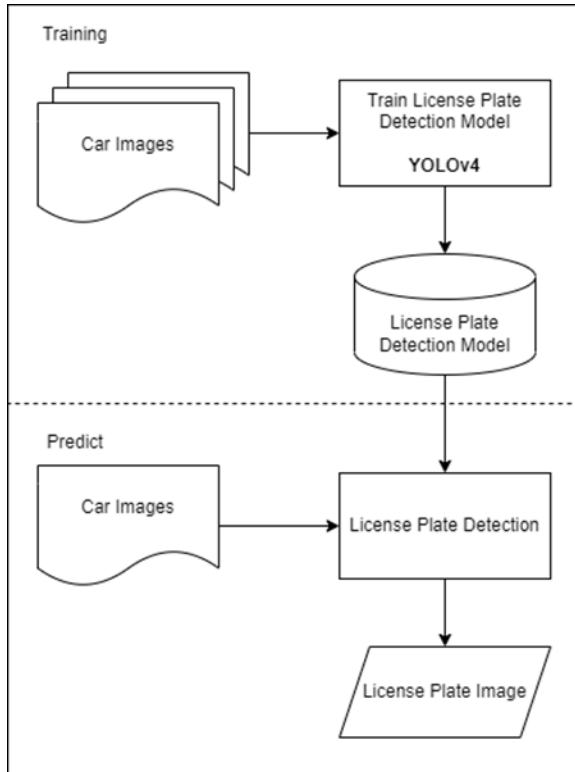 Training
Car Images
Train License Plate
Detection Model
YOLOv4
License Plate
Detection Model
Predict
Car Images
License Plate Detection
License Plate Image